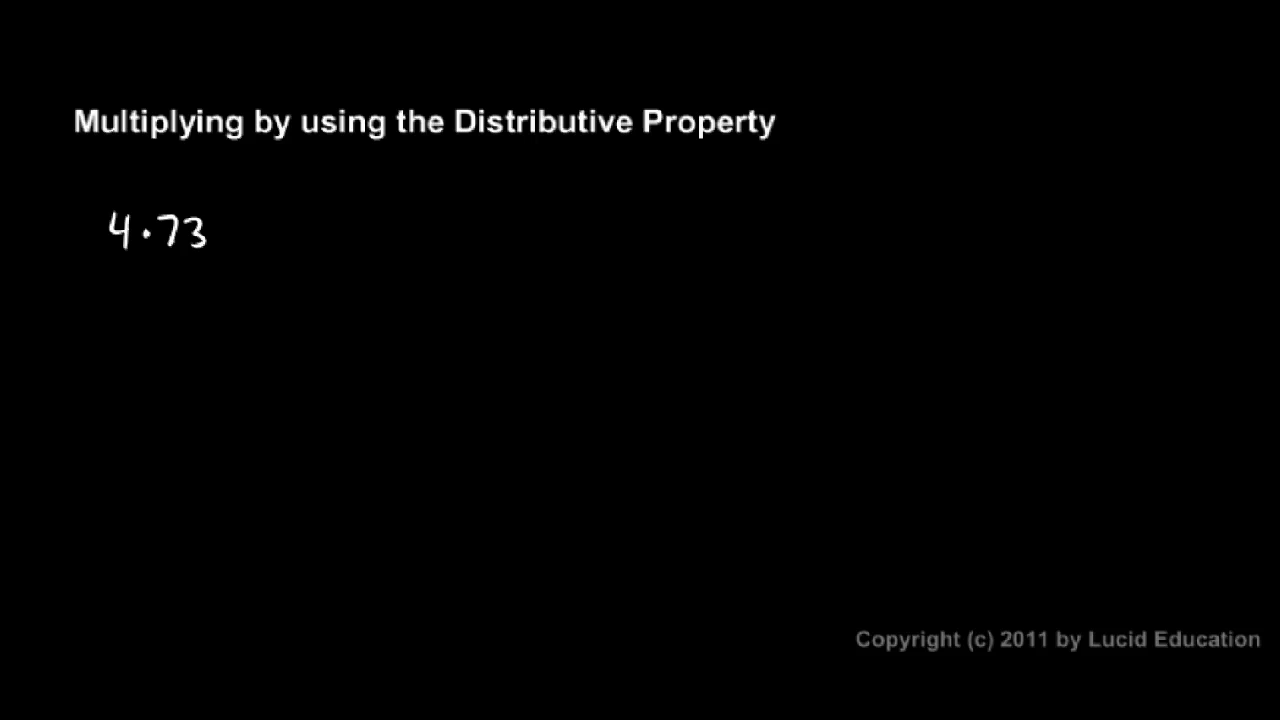 Multiplying by using the Distributive Property
4·73
Copyright (c) 2011 by Lucid Education